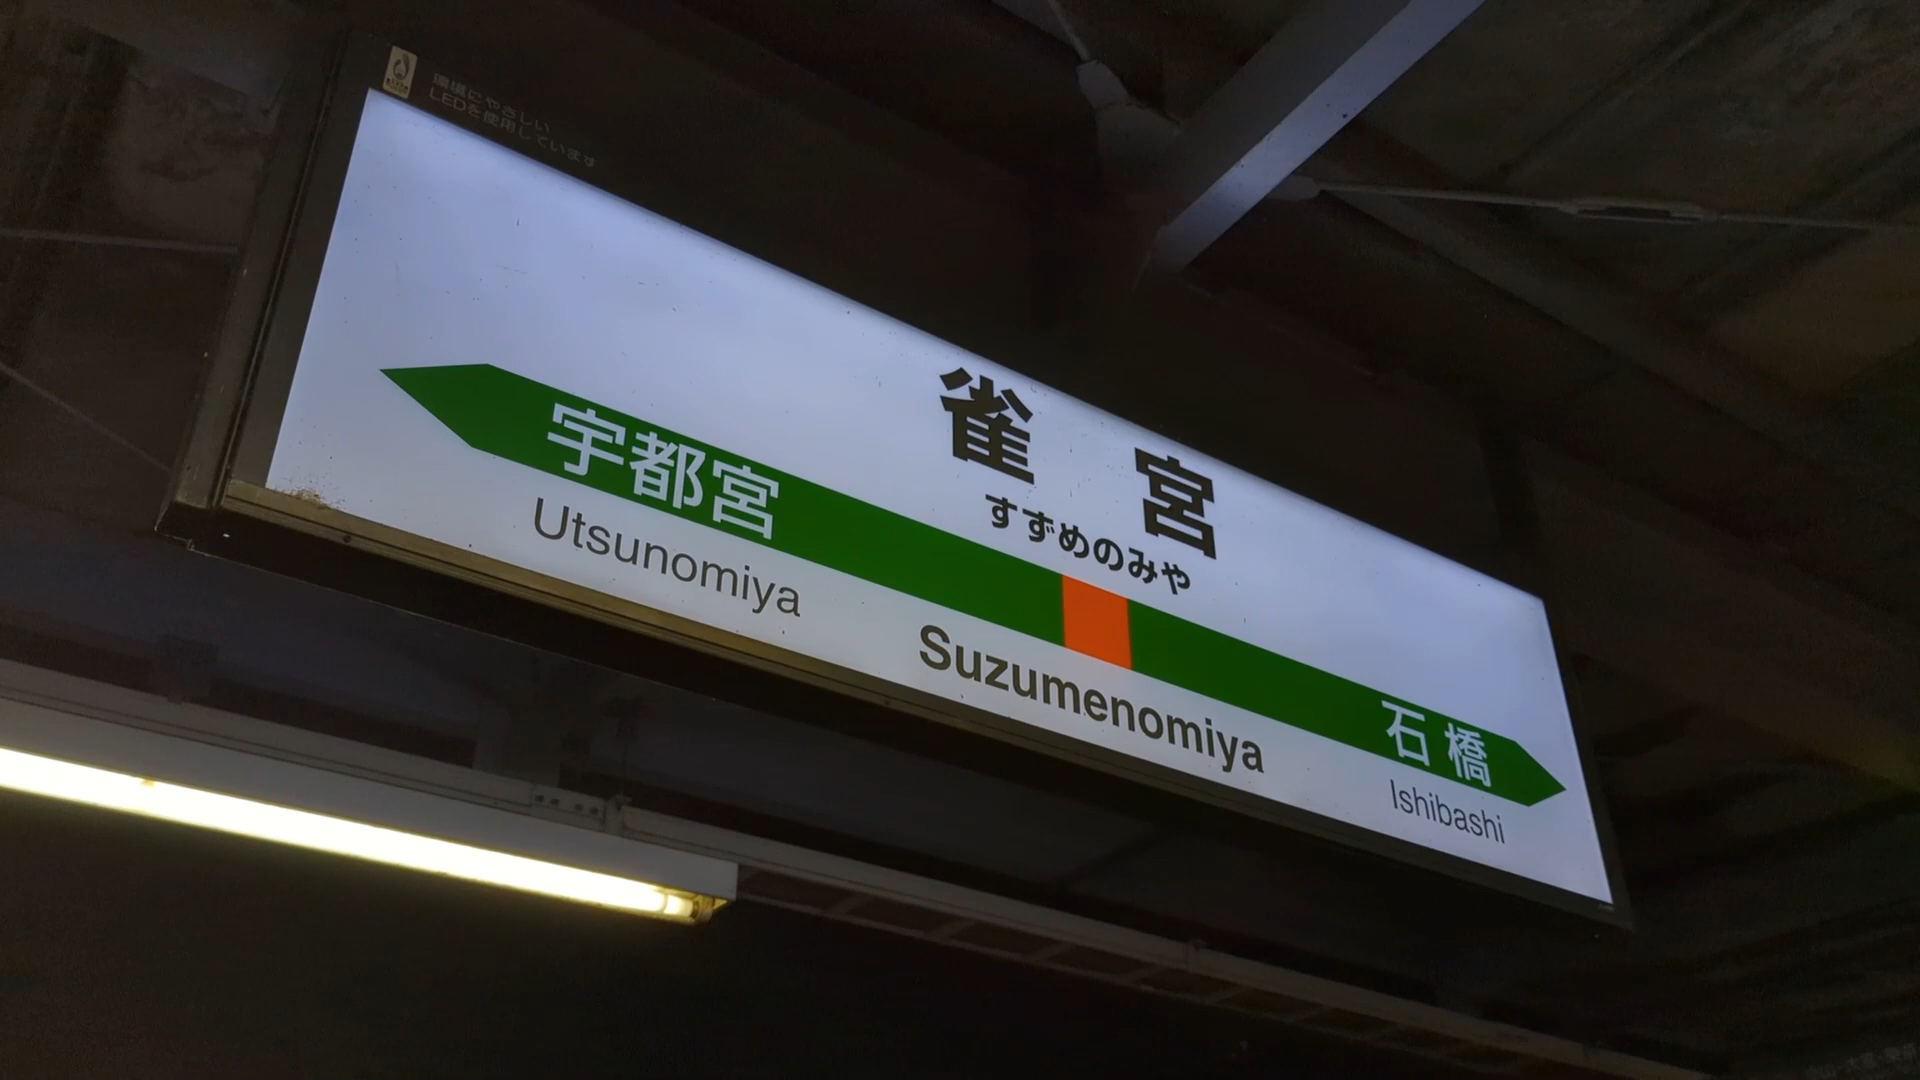 環境にやさしい
LEDを使用しています
雀宮
すずめのみや
宇都宮
Utsunomiya
Suzumenomiya
石橋
Ishibashi